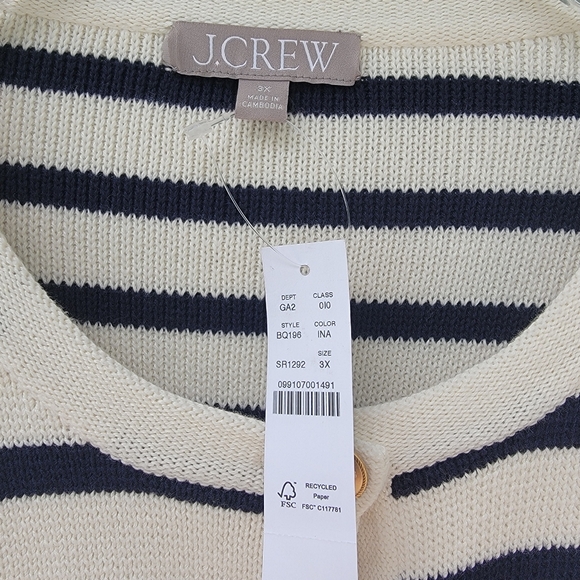 J.CREW
3X
MADE IN
CAMBODIA
DEPT CLASS
GA2 0I0
STYLE COLOR
BQ196 INA
SIZE
SR1292 3X
099107001491
RECYCLED
Paper
FSC® C117781
FSC